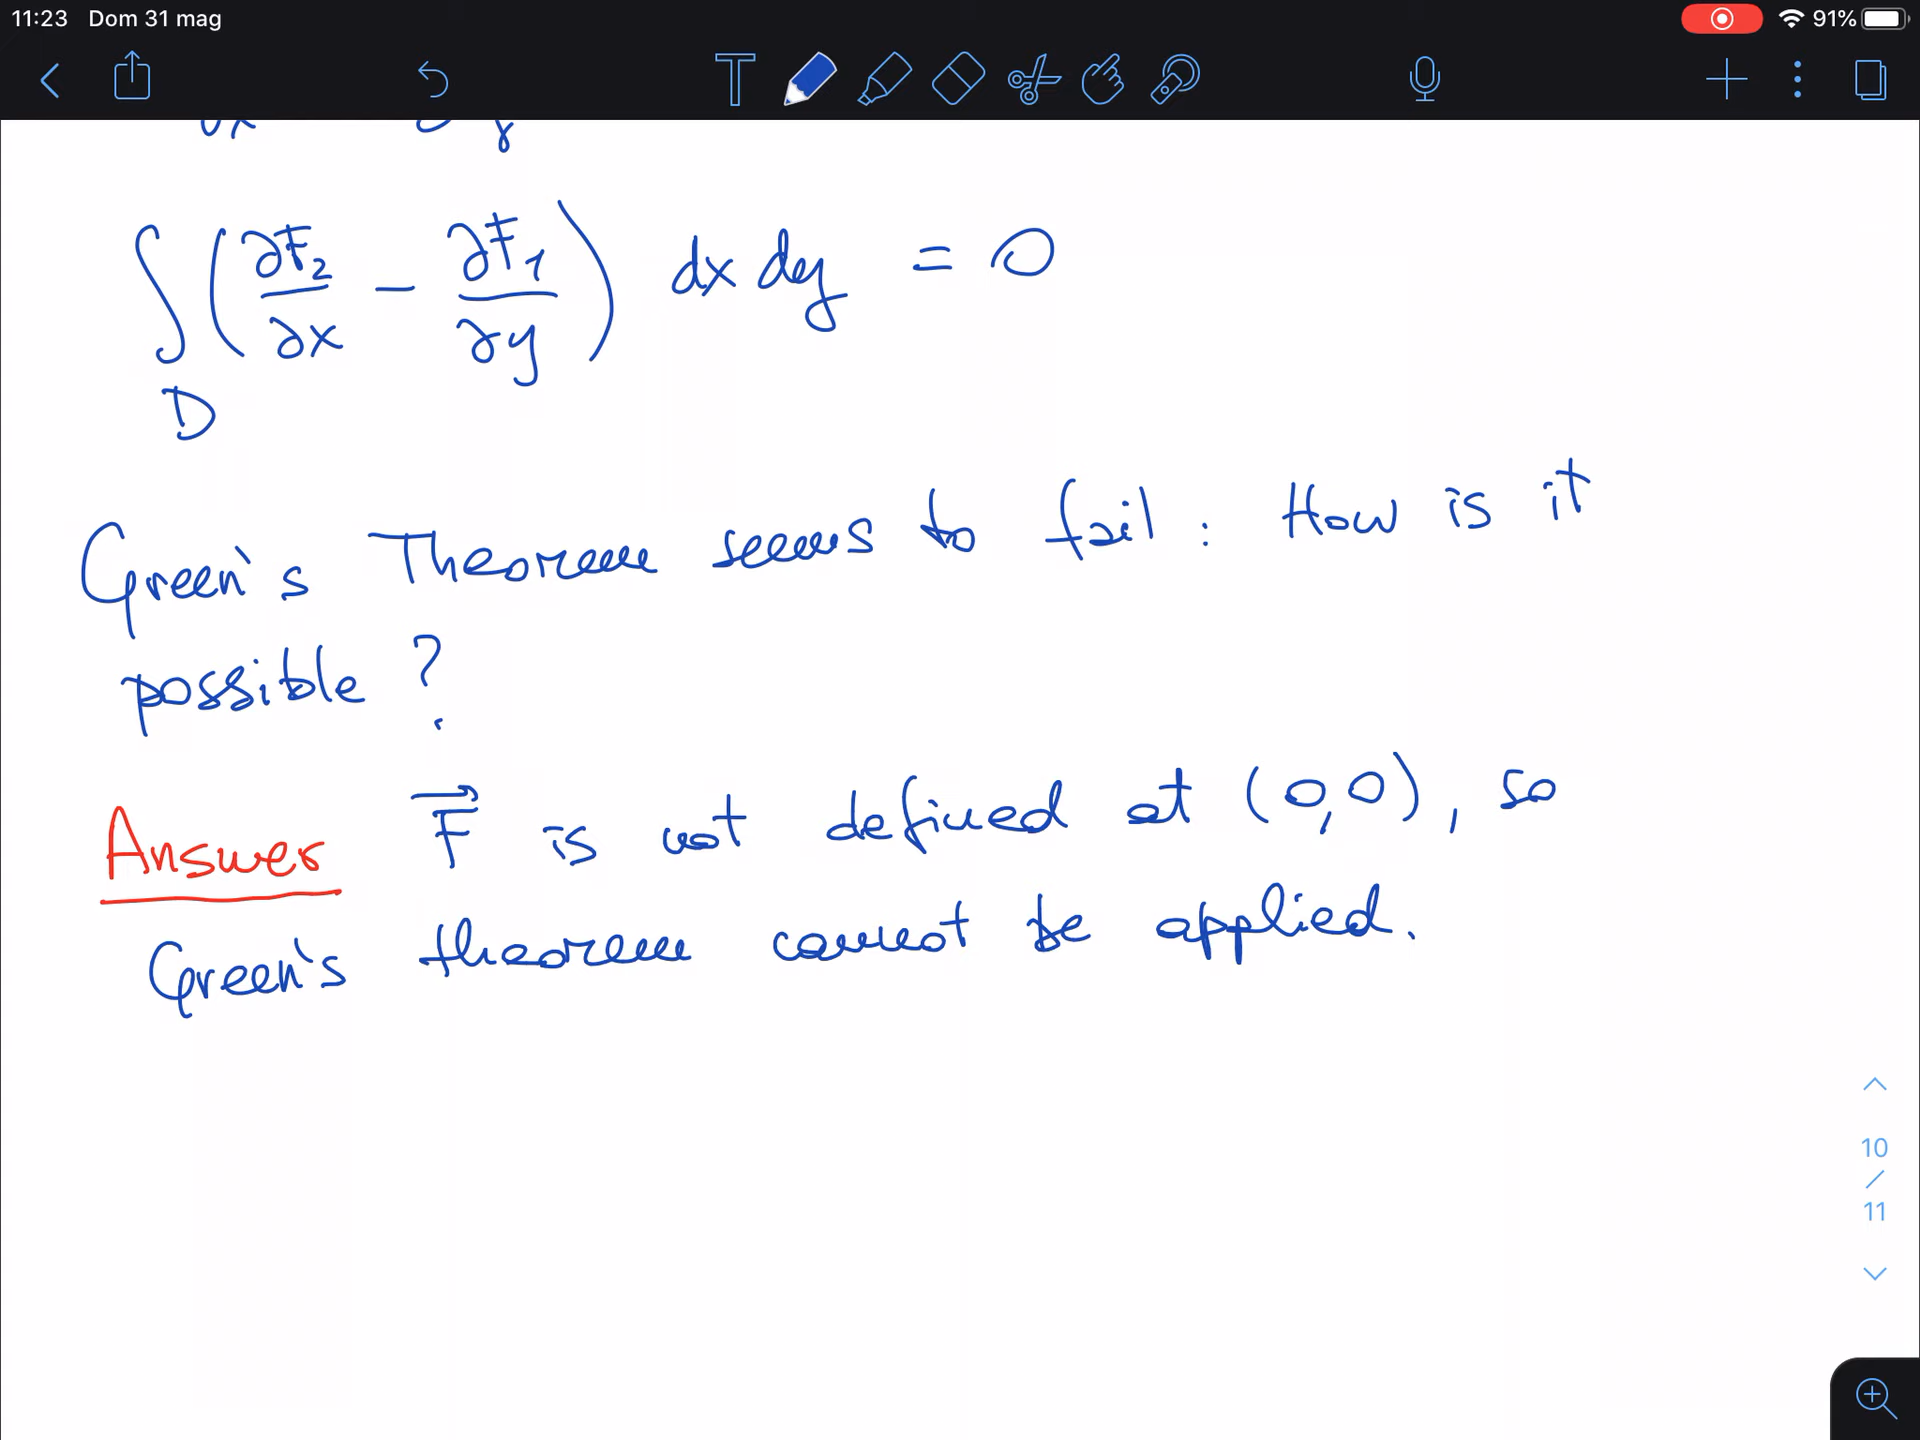 11:23 Dom 31 mag 91%
∫_D (∂F₂/∂x − ∂F₁/∂y) dx dy = 0
Green's Theorem seems to fail : How is it
possible ?
Answer F⃗ is not defined at (0,0), so
Green's theorem cannot be applied.
10
/
11